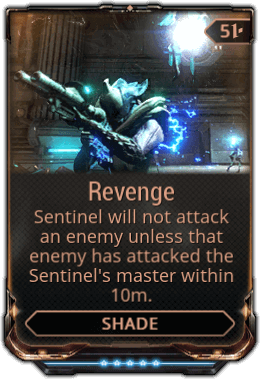 51
Revenge
Sentinel will not attack
an enemy unless that
enemy has attacked the
Sentinel's master within
10m.
SHADE